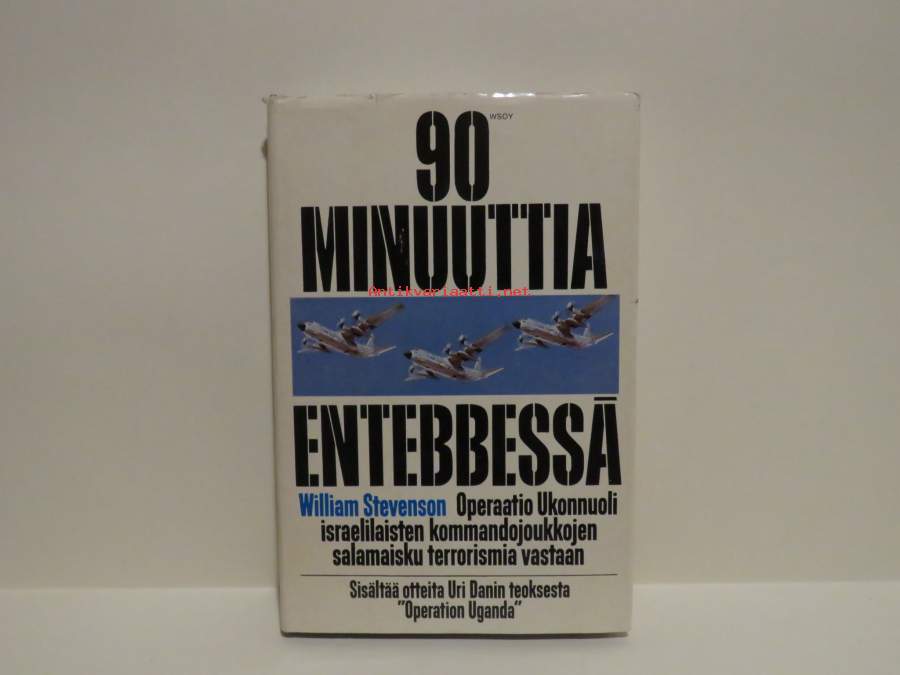 90
WSOY
MINUUTTIA
Antikvariaatti.net
ENTEBBESSÄ
William Stevenson Operaatio Ukonnuoli
israelilaisten kommandojoukkojen
salamaisku terrorismia vastaan
Sisältää otteita Uri Danin teoksesta
"Operation Uganda"